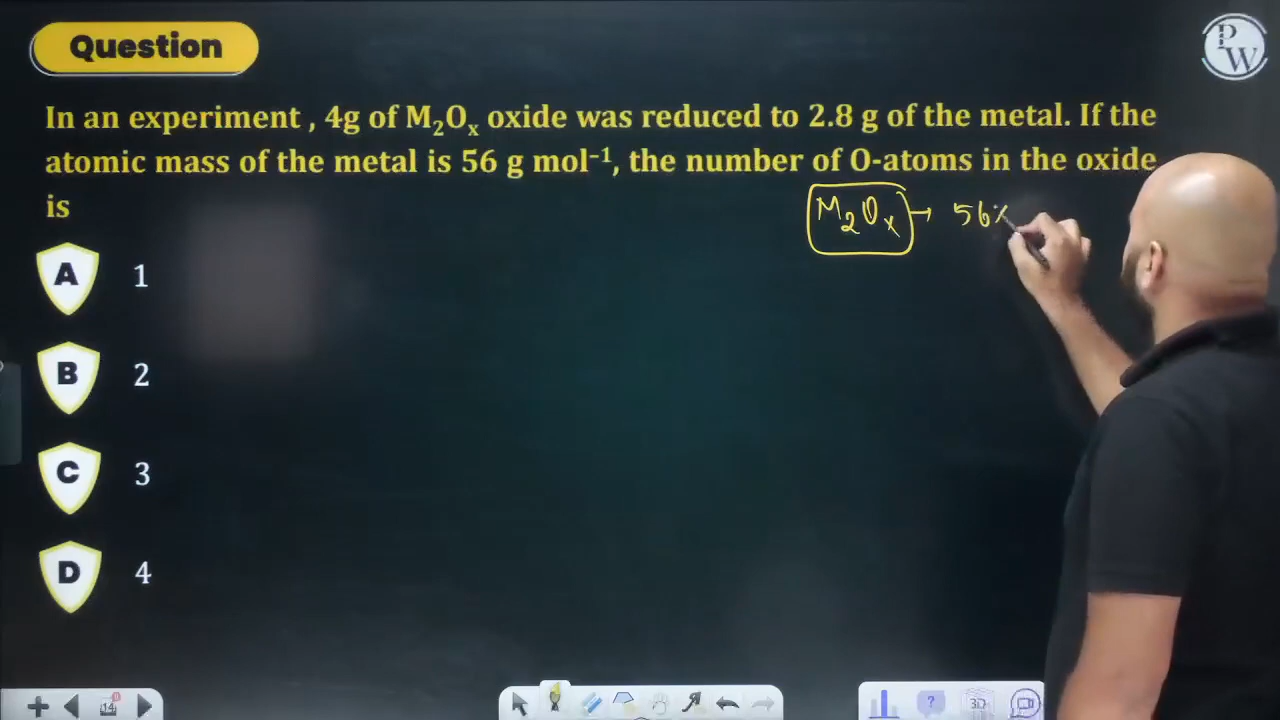 Question
PW
In an experiment , 4g of M₂Oₓ oxide was reduced to 2.8 g of the metal. If the
atomic mass of the metal is 56 g mol⁻¹, the number of O-atoms in the oxide
is
M₂Oₓ → 56×
A 1
B 2
C 3
D 4
14
?
3D